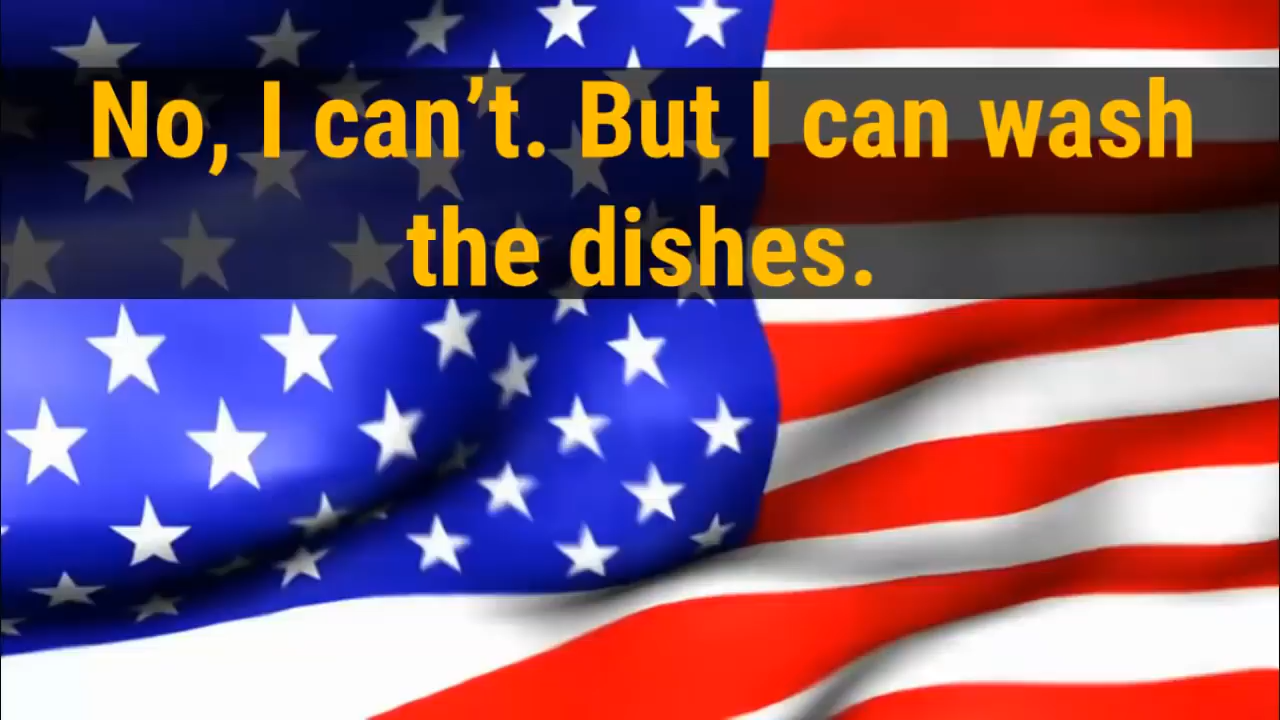 No, I can’t. But I can wash
the dishes.